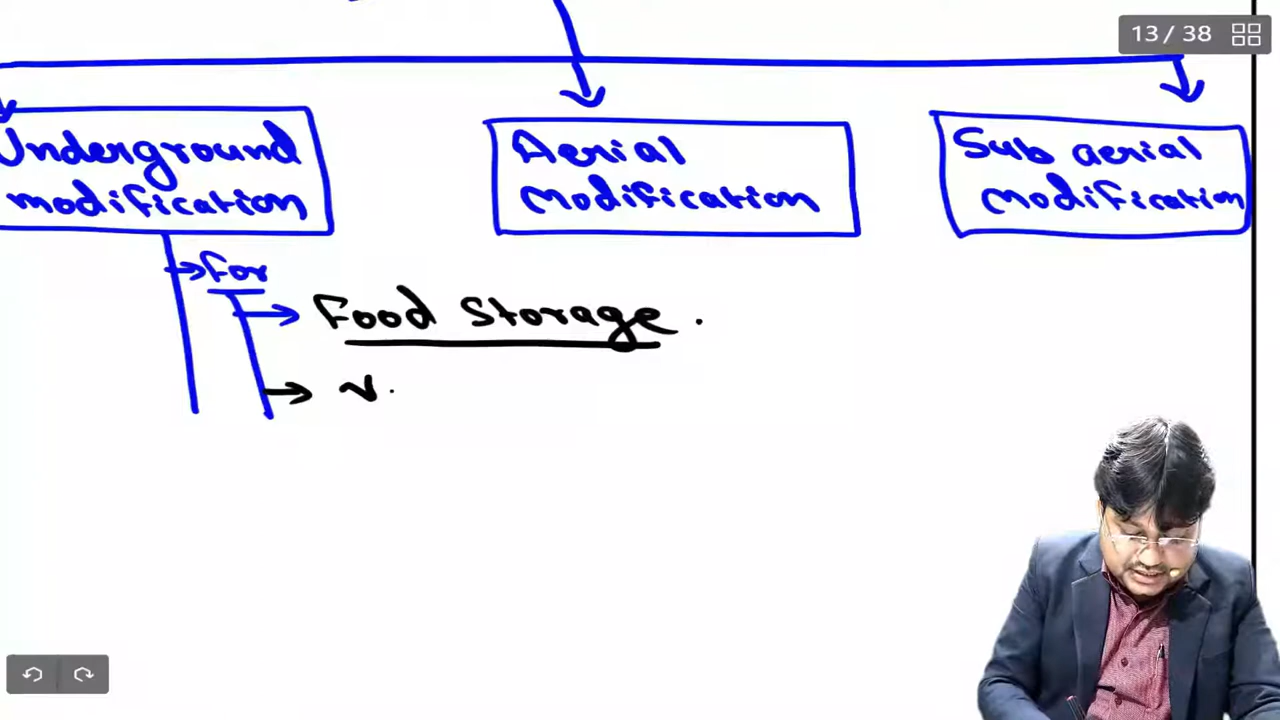 13 / 38
Underground
modification
Aerial
modification
Sub aerial
modification
For
Food Storage.
v.